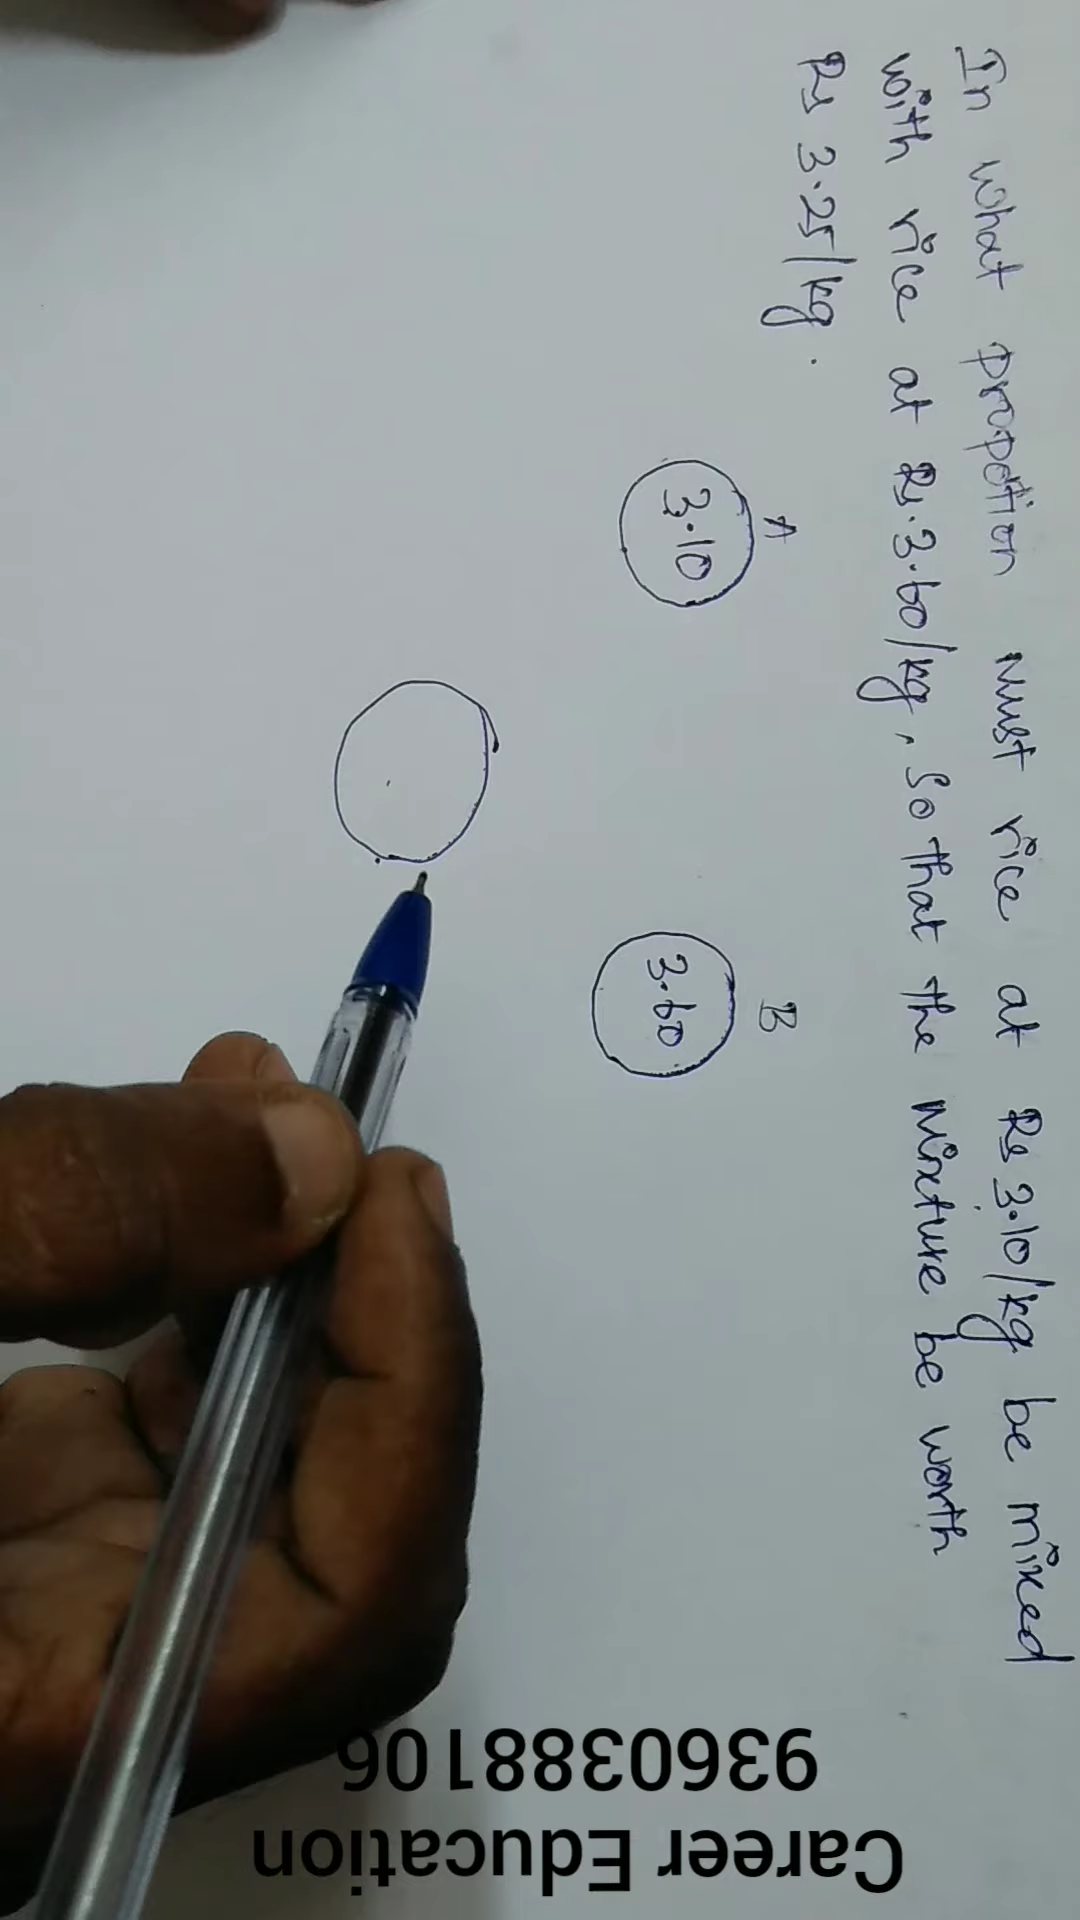 In what propotion must rice at Rs 3.10/kg be mixed
with rice at Rs.3.60/kg, so that the mixture be worth
Rs 3.25/kg.
A
B
3.10
3.60
Career Education
9360388106